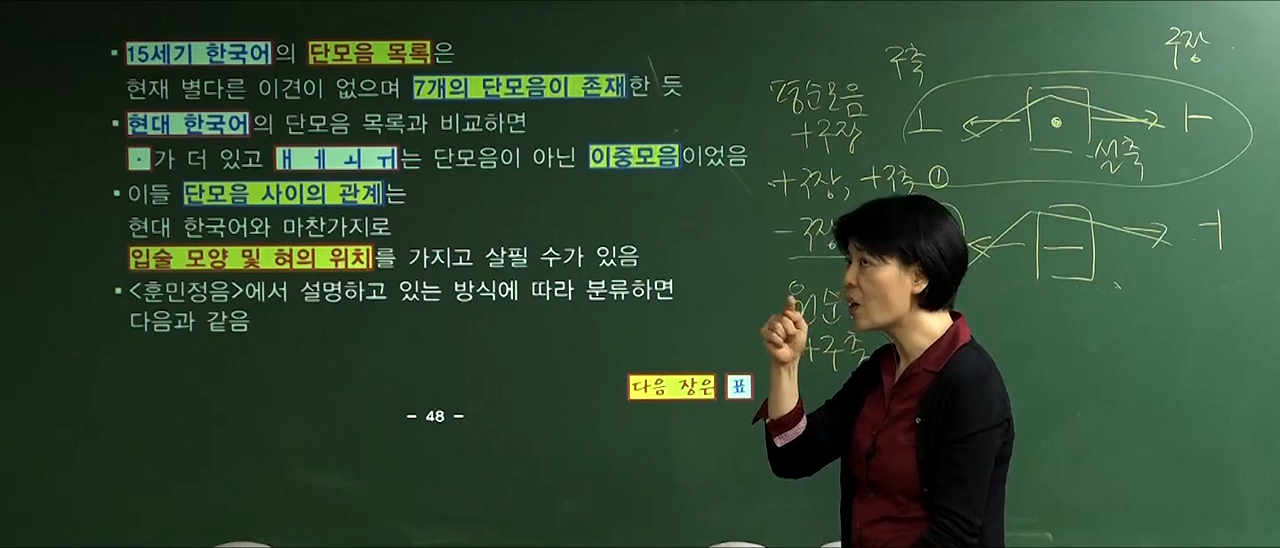 ▪ 15세기 한국어의 단모음 목록은
현재 별다른 이견이 없으며 7개의 단모음이 존재한 듯
▪ 현대 한국어의 단모음 목록과 비교하면
ㆍ가 더 있고 ㅐ ㅔ ㅚ ㅟ는 단모음이 아닌 이중모음이었음
▪ 이들 단모음 사이의 관계는
현대 한국어와 마찬가지로
입술 모양 및 혀의 위치를 가지고 살필 수가 있음
▪ <훈민정음>에서 설명하고 있는 방식에 따라 분류하면
다음과 같음
다음 장은 표
- 48 -
구축 구장
평순모음
+구장
ㅗ ㆍ ㅏ
설축
+구장, +구축 ①
-구장
ㅡ ㅓ
원순
+구축